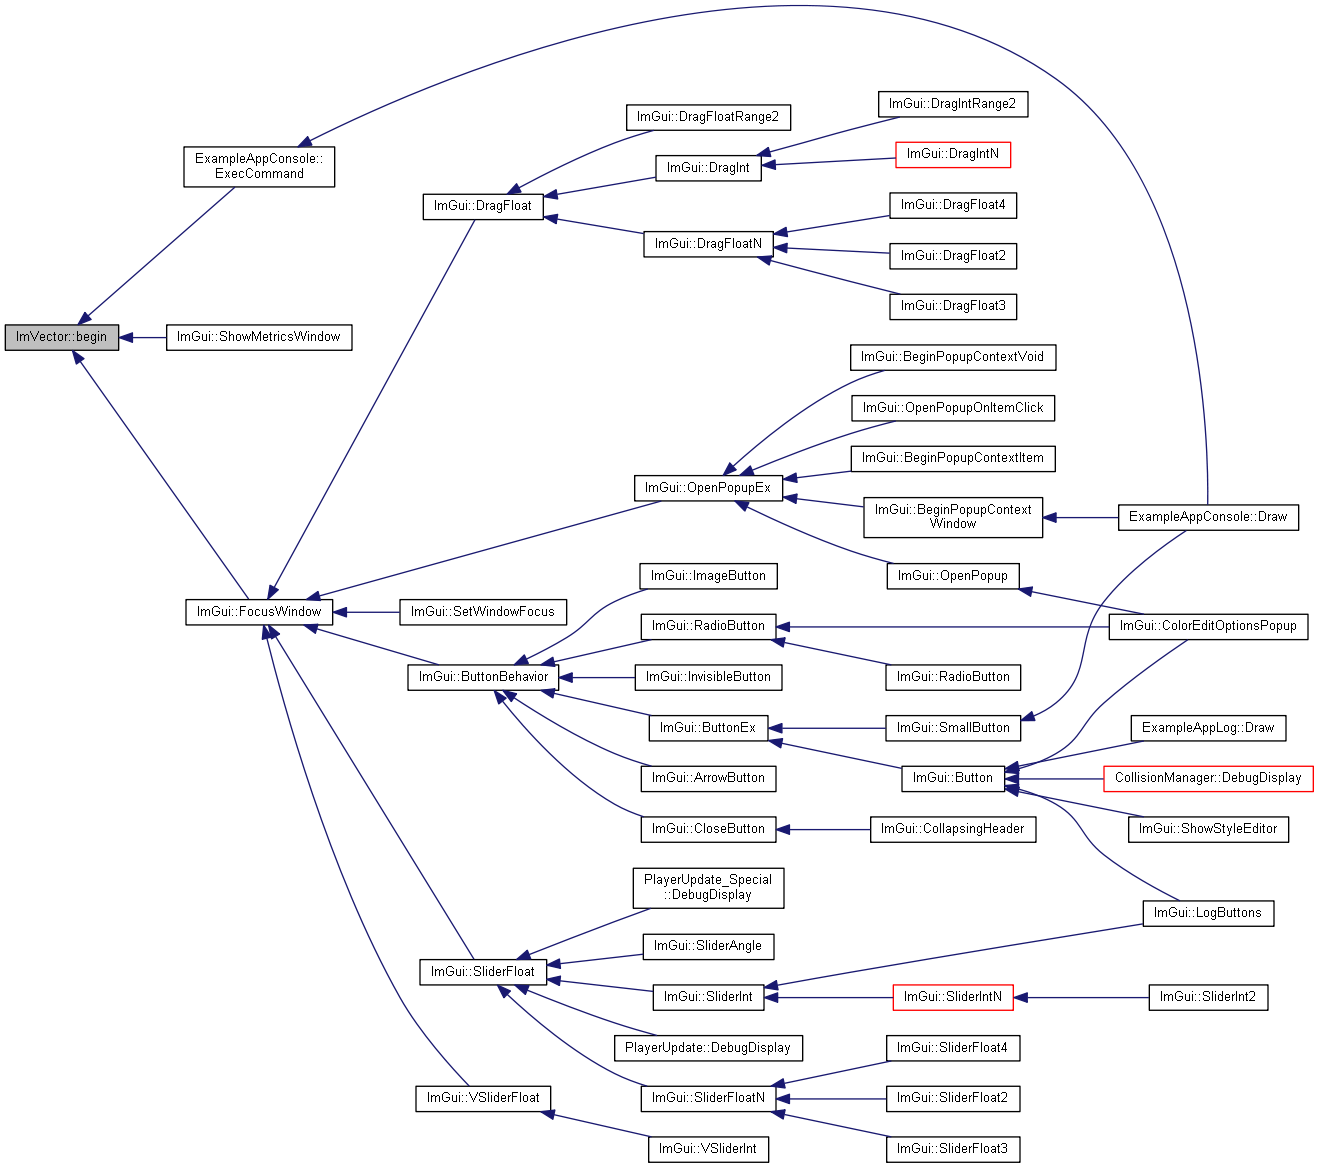 ImGui::DragIntRange2
ImGui::DragFloatRange2
ExampleAppConsole::
ExecCommand
ImGui::DragInt
ImGui::DragIntN
ImGui::DragFloat
ImGui::DragFloat4
ImGui::DragFloatN
ImGui::DragFloat2
ImGui::DragFloat3
ImVector::begin
ImGui::ShowMetricsWindow
ImGui::BeginPopupContextVoid
ImGui::OpenPopupOnItemClick
ImGui::BeginPopupContextItem
ImGui::OpenPopupEx
ImGui::BeginPopupContext
Window
ExampleAppConsole::Draw
ImGui::ImageButton
ImGui::OpenPopup
ImGui::FocusWindow
ImGui::SetWindowFocus
ImGui::RadioButton
ImGui::ColorEditOptionsPopup
ImGui::ButtonBehavior
ImGui::InvisibleButton
ImGui::RadioButton
ImGui::ButtonEx
ImGui::SmallButton
ExampleAppLog::Draw
ImGui::ArrowButton
ImGui::Button
CollisionManager::DebugDisplay
ImGui::CloseButton
ImGui::CollapsingHeader
ImGui::ShowStyleEditor
PlayerUpdate_Special
::DebugDisplay
ImGui::LogButtons
ImGui::SliderAngle
ImGui::SliderFloat
ImGui::SliderInt
ImGui::SliderIntN
ImGui::SliderInt2
PlayerUpdate::DebugDisplay
ImGui::SliderFloat4
ImGui::VSliderFloat
ImGui::SliderFloatN
ImGui::SliderFloat2
ImGui::VSliderInt
ImGui::SliderFloat3